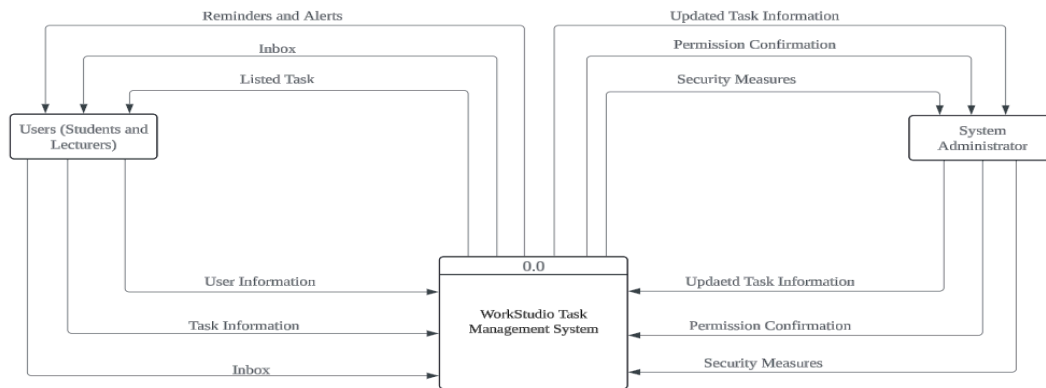 Reminders and Alerts
Updated Task Information
Inbox
Permission Confirmation
Listed Task
Security Measures
Users (Students and
Lecturers)
System
Administrator
0.0
WorkStudio Task
Management System
User Information
Updaetd Task Information
Task Information
Permission Confirmation
Inbox
Security Measures